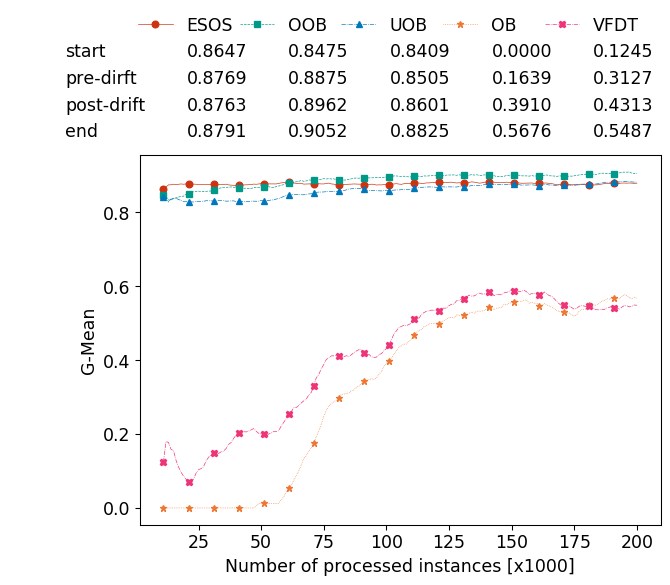 ESOS OOB UOB OB VFDT
start 0.8647 0.8475 0.8409 0.0000 0.1245
pre-dirft 0.8769 0.8875 0.8505 0.1639 0.3127
post-drift 0.8763 0.8962 0.8601 0.3910 0.4313
end 0.8791 0.9052 0.8825 0.5676 0.5487
0.8
0.6
0.4
0.2
0.0
G-Mean
25 50 75 100 125 150 175 200
Number of processed instances [x1000]